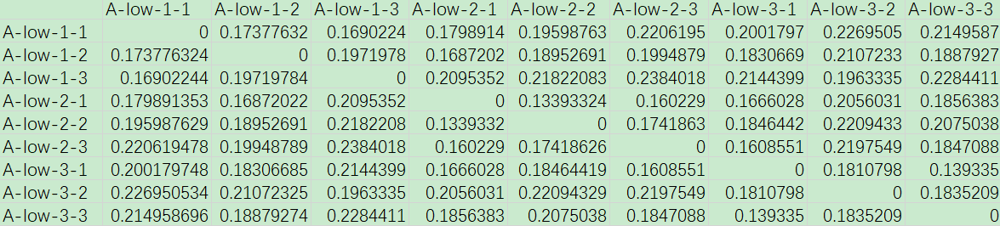 A-low-1-1 A-low-1-2 A-low-1-3 A-low-2-1 A-low-2-2 A-low-2-3 A-low-3-1 A-low-3-2 A-low-3-3
A-low-1-1 0 0.17377632 0.1690224 0.1798914 0.19598763 0.2206195 0.2001797 0.2269505 0.2149587
A-low-1-2 0.173776324 0 0.1971978 0.1687202 0.18952691 0.1994879 0.1830669 0.2107233 0.1887927
A-low-1-3 0.16902244 0.19719784 0 0.2095352 0.21822083 0.2384018 0.2144399 0.1963335 0.2284411
A-low-2-1 0.179891353 0.16872022 0.2095352 0 0.13393324 0.160229 0.1666028 0.2056031 0.1856383
A-low-2-2 0.195987629 0.18952691 0.2182208 0.1339332 0 0.1741863 0.1846442 0.2209433 0.2075038
A-low-2-3 0.220619478 0.19948789 0.2384018 0.160229 0.17418626 0 0.1608551 0.2197549 0.1847088
A-low-3-1 0.200179748 0.18306685 0.2144399 0.1666028 0.18464419 0.1608551 0 0.1810798 0.139335
A-low-3-2 0.226950534 0.21072325 0.1963335 0.2056031 0.22094329 0.2197549 0.1810798 0 0.1835209
A-low-3-3 0.214958696 0.18879274 0.2284411 0.1856383 0.2075038 0.1847088 0.139335 0.1835209 0